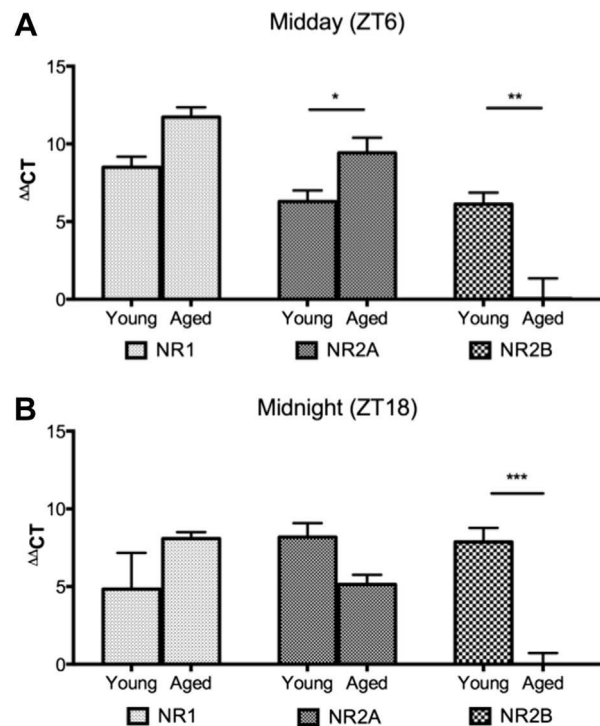 A
Midday (ZT6)
15
10
5
0
ΔΔCT
*
**
Young Aged Young Aged Young Aged
NR1 NR2A NR2B
B
Midnight (ZT18)
15
10
5
0
ΔΔCT
***
Young Aged Young Aged Young Aged
NR1 NR2A NR2B